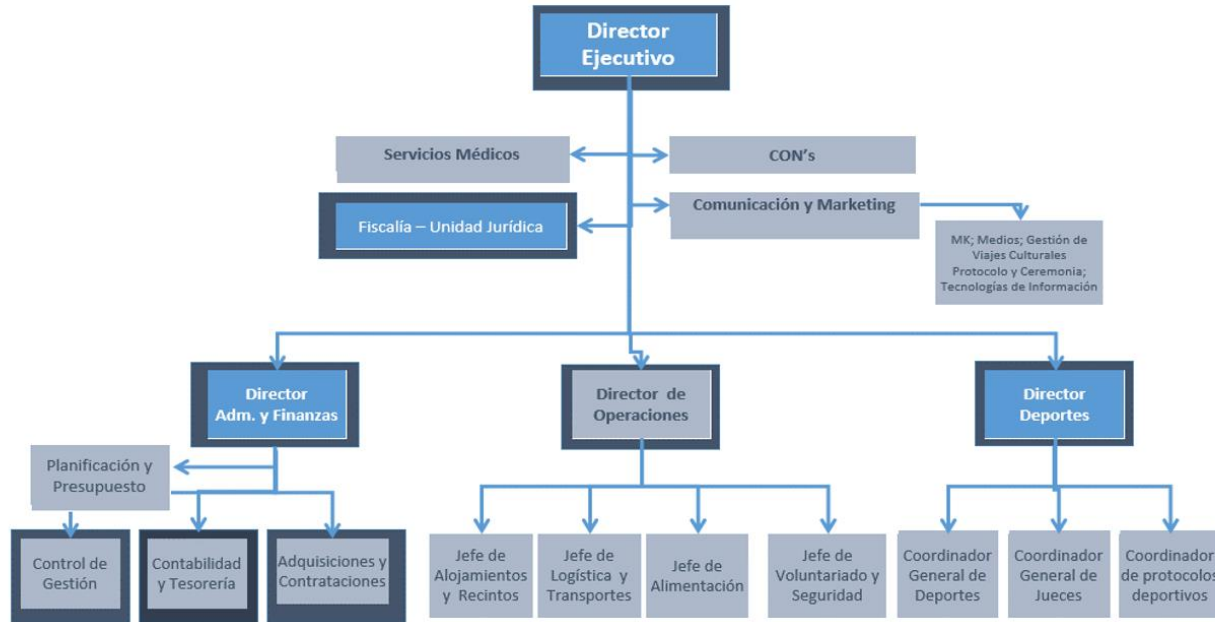 Director
Ejecutivo
Servicios Médicos
CON's
Fiscalía – Unidad Jurídica
Comunicación y Marketing
MK; Medios; Gestión de
Viajes Culturales
Protocolo y Ceremonia;
Tecnologías de Información
Director
Adm. y Finanzas
Director de
Operaciones
Director
Deportes
Planificación y
Presupuesto
Control de
Gestión
Contabilidad
y Tesorería
Adquisiciones y
Contrataciones
Jefe de
Alojamientos
y Recintos
Jefe de
Logística y
Transportes
Jefe de
Alimentación
Jefe de
Voluntariado y
Seguridad
Coordinador
General de
Deportes
Coordinador
General de
Jueces
Coordinador
de protocolos
deportivos